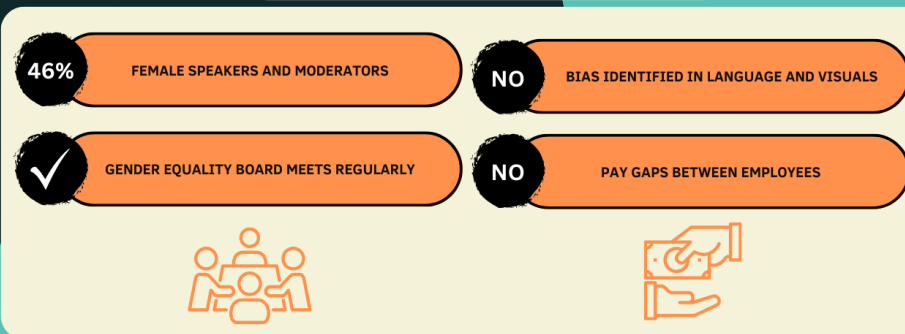 46%
FEMALE SPEAKERS AND MODERATORS
NO
BIAS IDENTIFIED IN LANGUAGE AND VISUALS
GENDER EQUALITY BOARD MEETS REGULARLY
NO
PAY GAPS BETWEEN EMPLOYEES